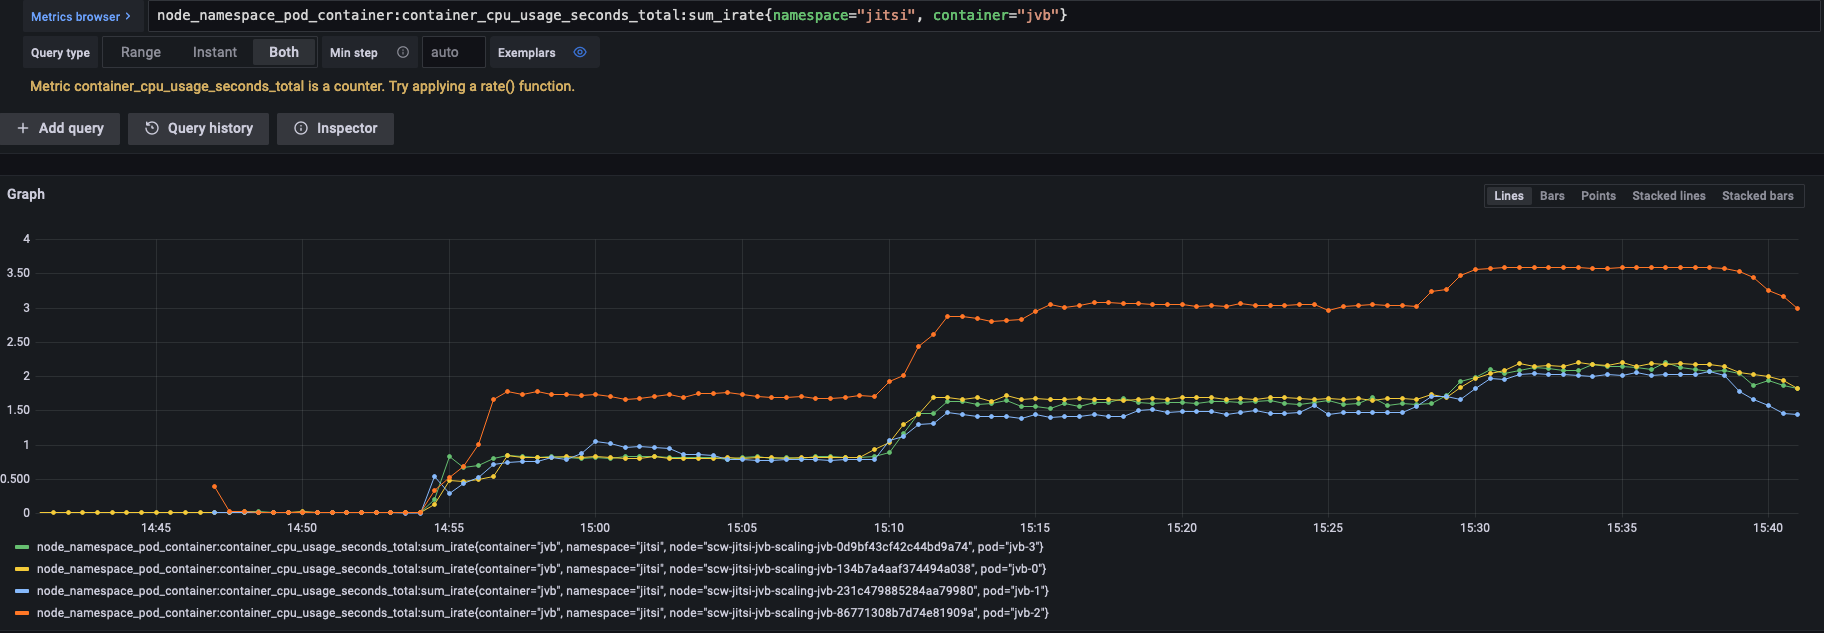 Metrics browser > node_namespace_pod_container:container_cpu_usage_seconds_total:sum_irate{namespace="jitsi", container="jvb"}
Query type Range Instant Both Min step auto Exemplars
Metric container_cpu_usage_seconds_total is a counter. Try applying a rate() function.
+ Add query Query history Inspector
Graph Lines Bars Points Stacked lines Stacked bars
4
3.50
3
2.50
2
1.50
1
0.500
0
14:45 14:50 14:55 15:00 15:05 15:10 15:15 15:20 15:25 15:30 15:35 15:40
node_namespace_pod_container:container_cpu_usage_seconds_total:sum_irate{container="jvb", namespace="jitsi", node="scw-jitsi-jvb-scaling-jvb-0d9bf43cf42c44bd9a74", pod="jvb-3"}
node_namespace_pod_container:container_cpu_usage_seconds_total:sum_irate{container="jvb", namespace="jitsi", node="scw-jitsi-jvb-scaling-jvb-134b7a4aaf374494a038", pod="jvb-0"}
node_namespace_pod_container:container_cpu_usage_seconds_total:sum_irate{container="jvb", namespace="jitsi", node="scw-jitsi-jvb-scaling-jvb-231c479885284aa79980", pod="jvb-1"}
node_namespace_pod_container:container_cpu_usage_seconds_total:sum_irate{container="jvb", namespace="jitsi", node="scw-jitsi-jvb-scaling-jvb-86771308b7d74e81909a", pod="jvb-2"}